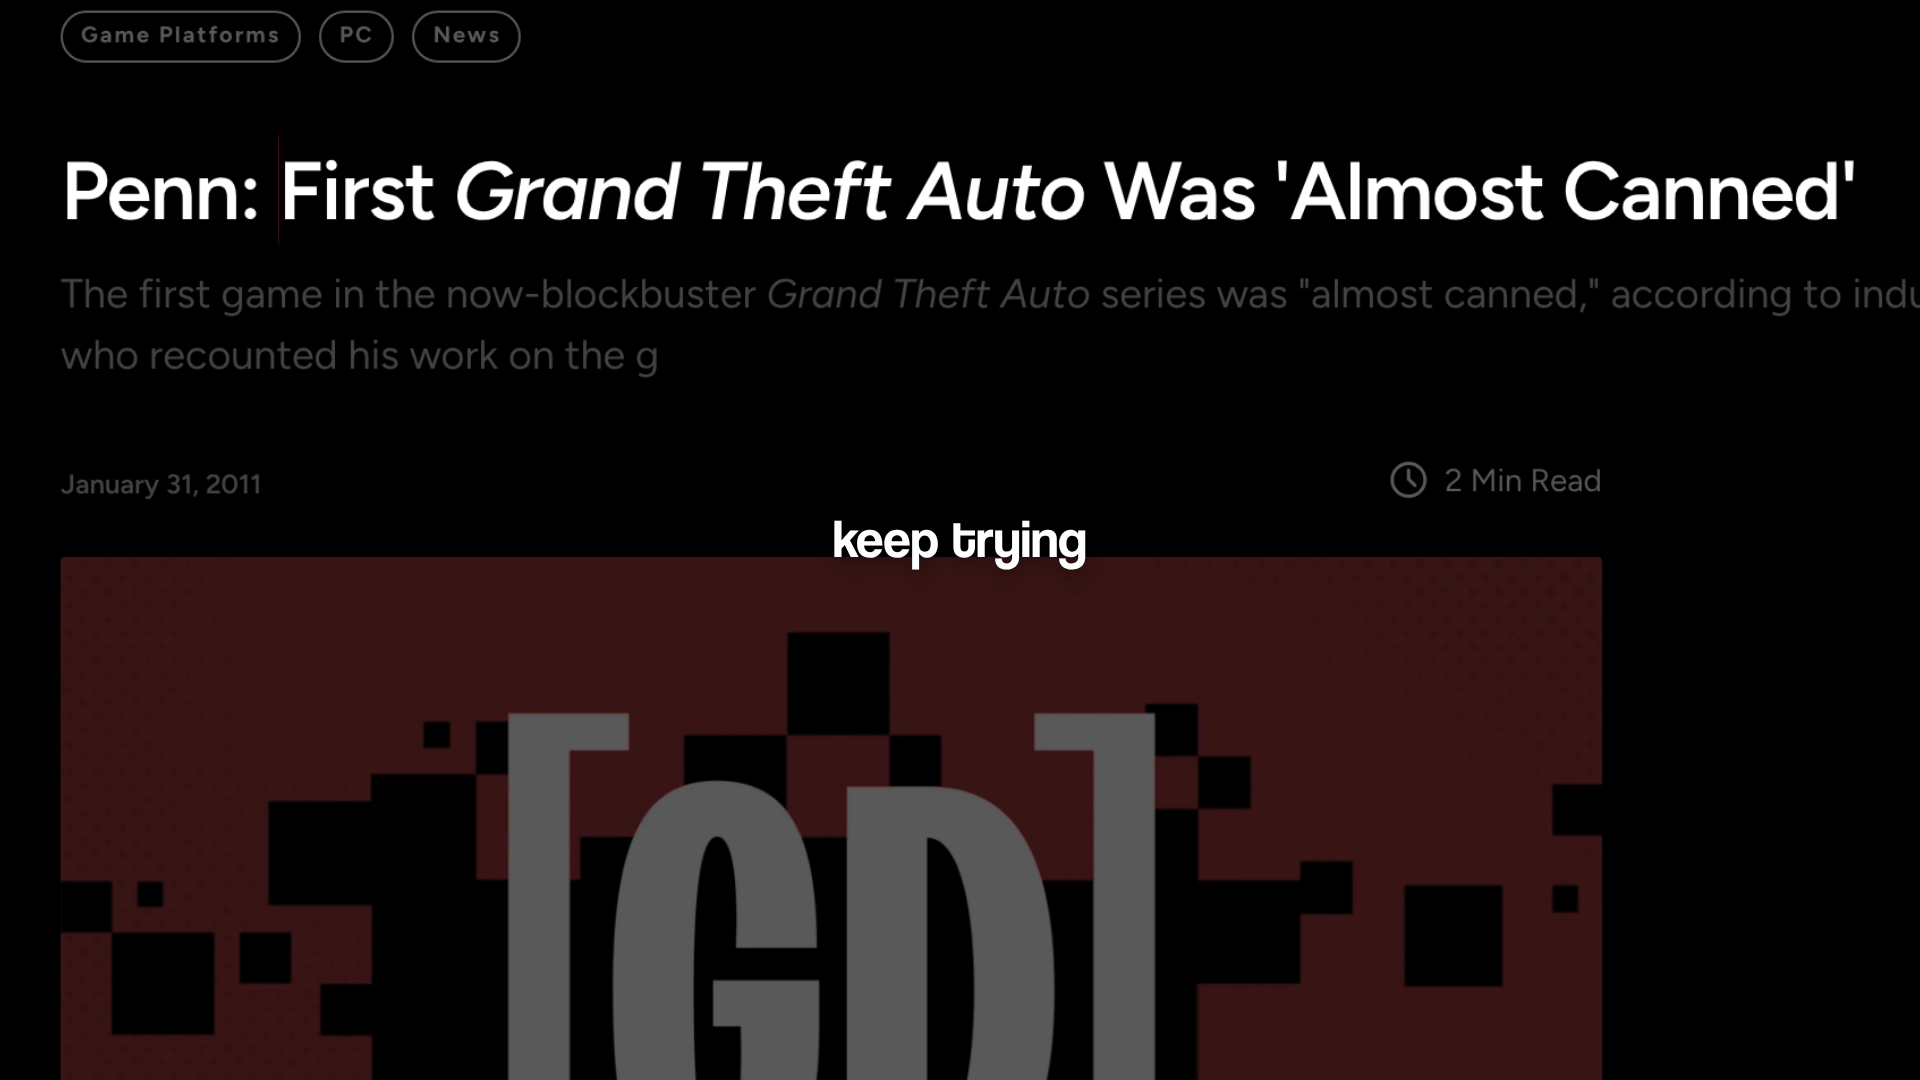 Game Platforms
PC
News
Penn: First Grand Theft Auto Was 'Almost Canned'
The first game in the now-blockbuster Grand Theft Auto series was "almost canned," according to indu
who recounted his work on the g
January 31, 2011
2 Min Read
keep trying
[GD]